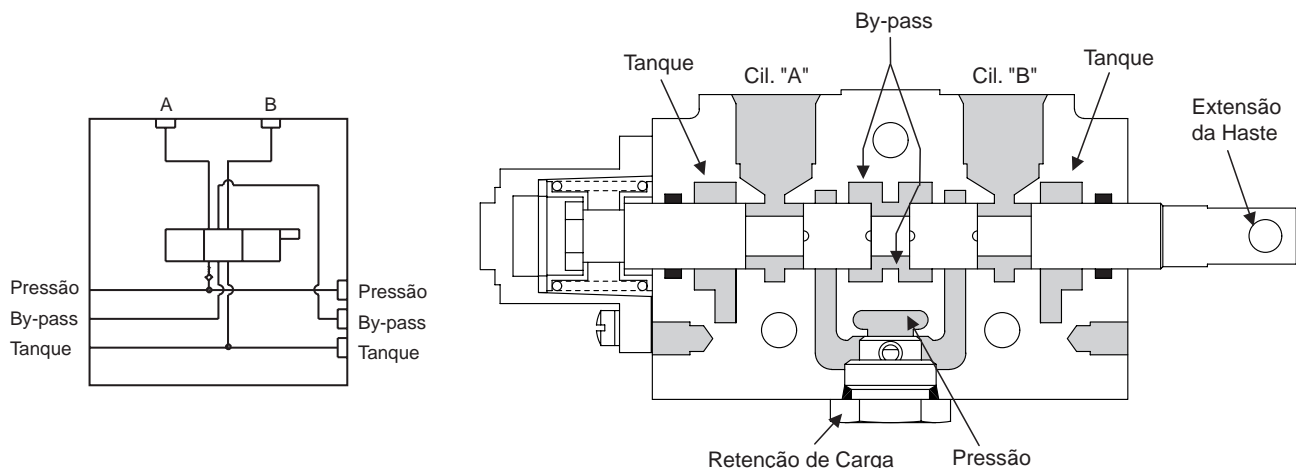 A
B
Pressão
By-pass
Tanque
Pressão
By-pass
Tanque
By-pass
Tanque
Cil. "A"
Cil. "B"
Tanque
Extensão
da Haste
Retenção de Carga
Pressão